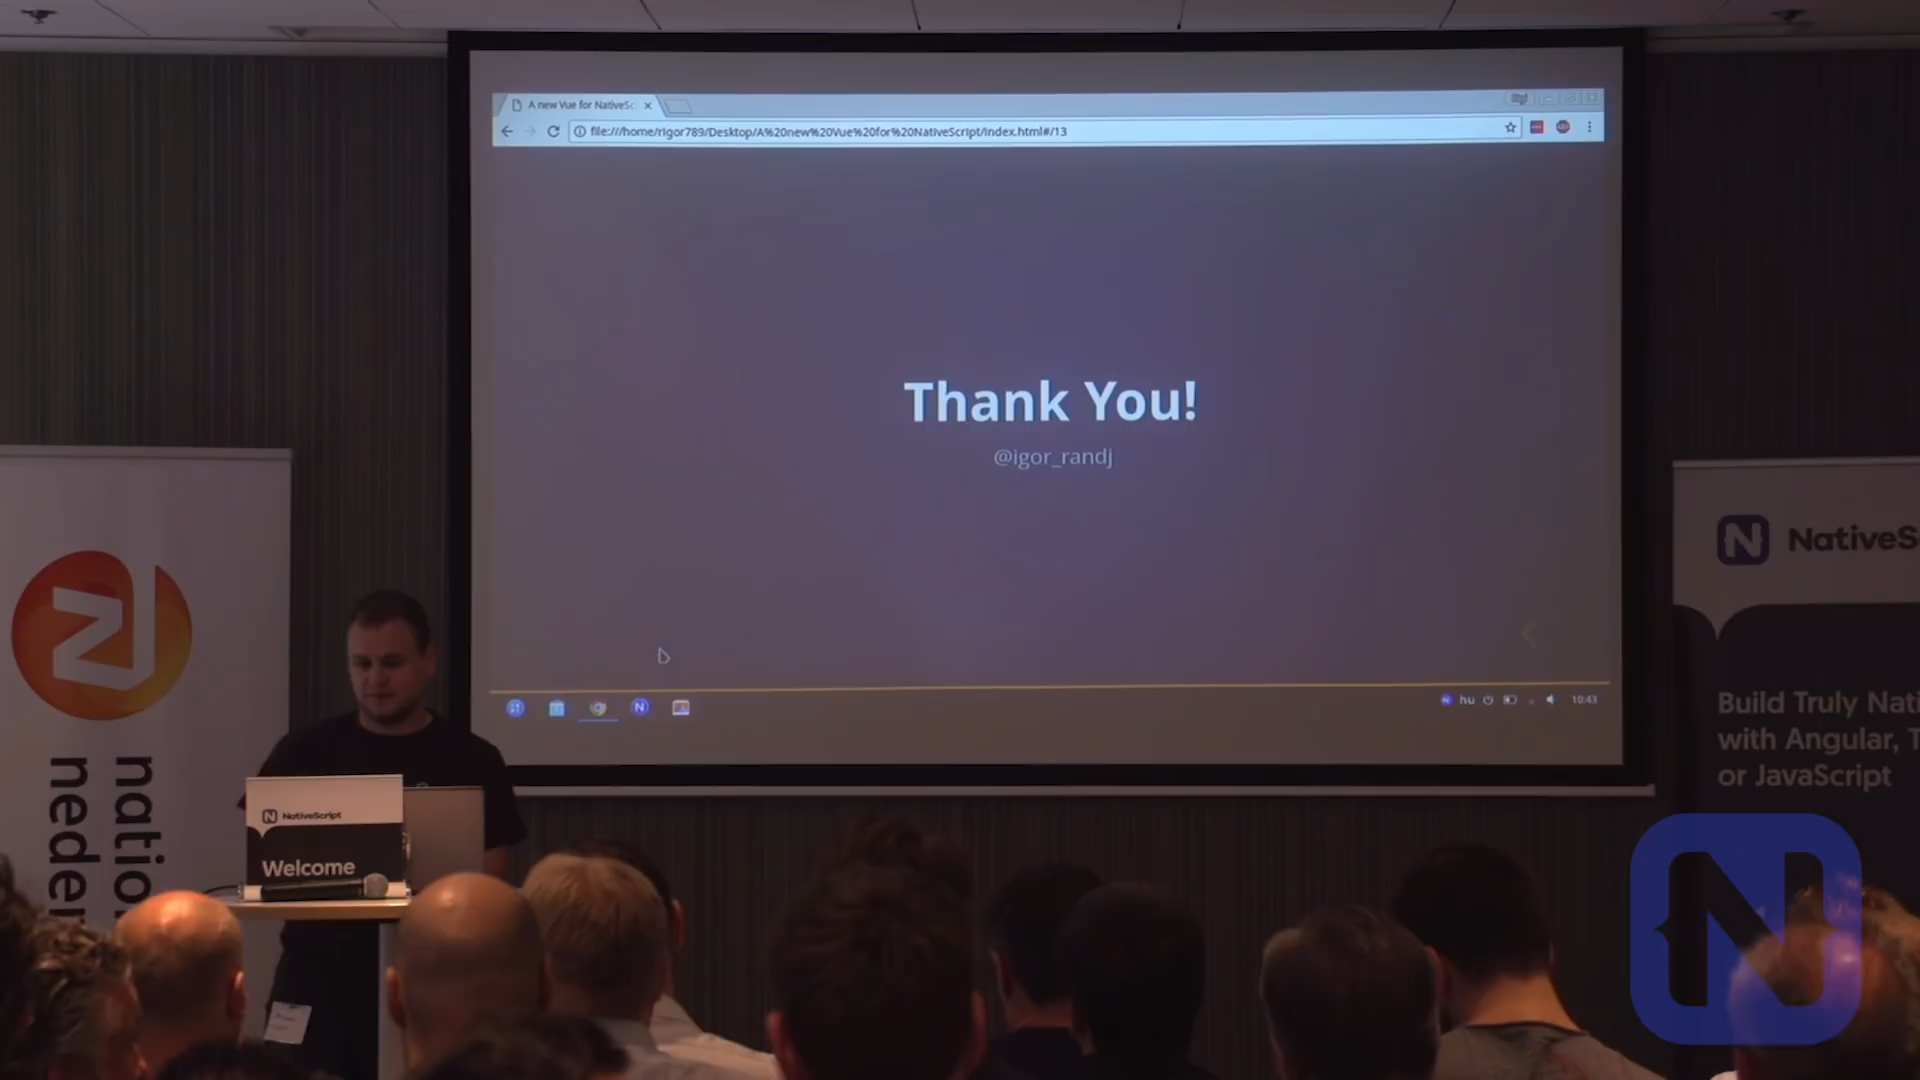 A new Vue for NativeSc
file:///home/rigor789/Desktop/A%20new%20Vue%20for%20NativeScript/index.html#/13
Thank You!
@igor_randj
hu
10:43
natio
neder
NativeScript
Welcome
NativeS
Build Truly Nati
with Angular, T
or JavaScript